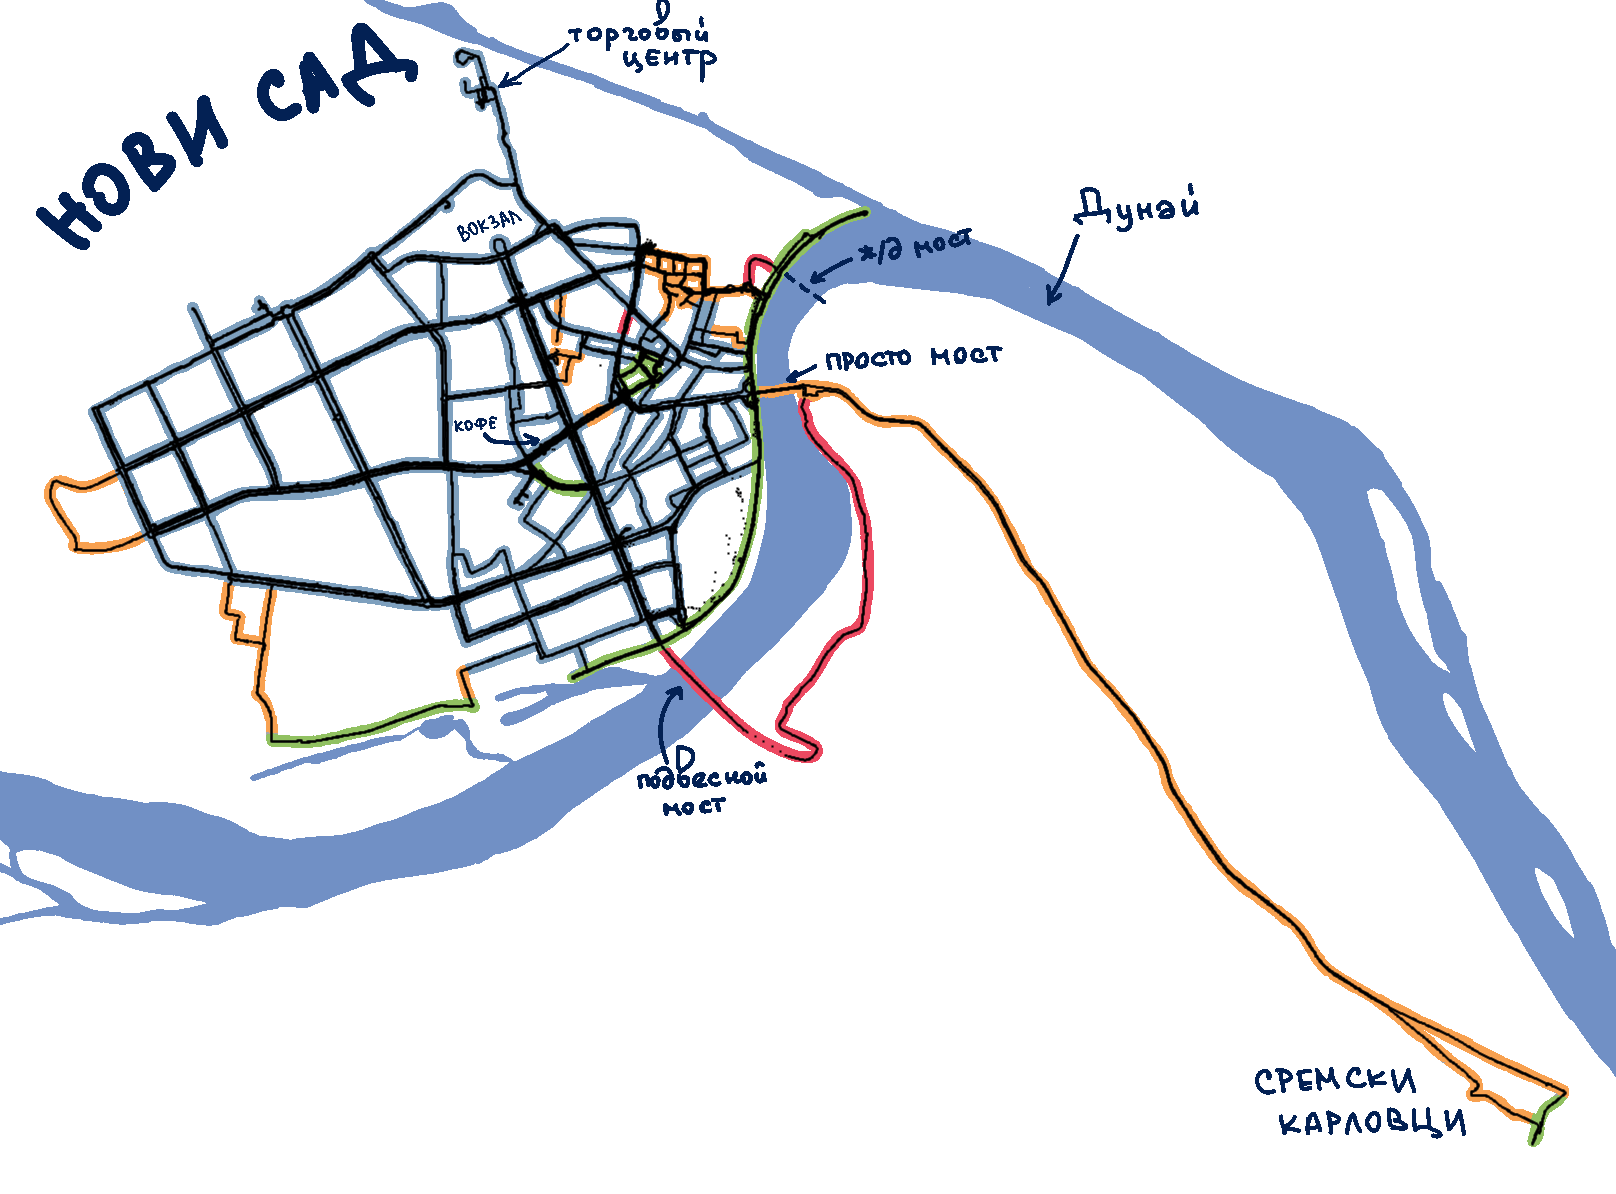 НОВИ САД
торговый
центр
ВОКЗАЛ
Дунай
ж/д мост
ПРОСТО МОСТ
КОФЕ
подвесной
мост
СРЕМСКИ
КАРЛОВЦИ